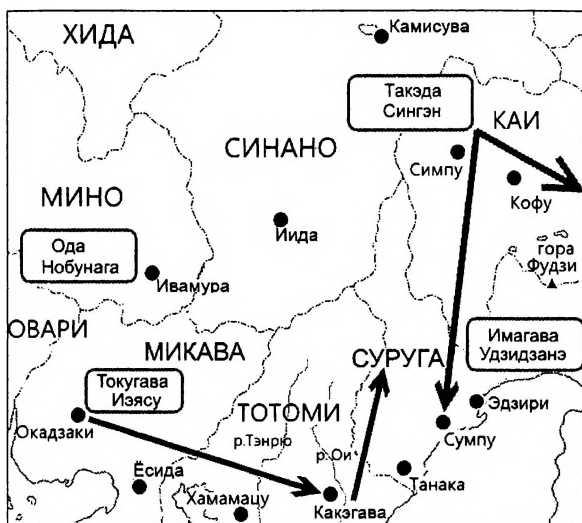 ХИДА
Камисува
Такэда
Сингэн
КАИ
СИНАНО
Симпу
Кофу
МИНО
Ода
Нобунага
Ивамура
Иида
гора
Фудзи
ОВАРИ
МИКАВА
СУРУГА
Имагава
Удзидзанэ
Токугава
Иэясу
ТОТОМИ
Эдзири
Окадзаки
р.Тэнрю
р. Ои
Сумпу
Ёсида
Танака
Хамамацу
Какэгава